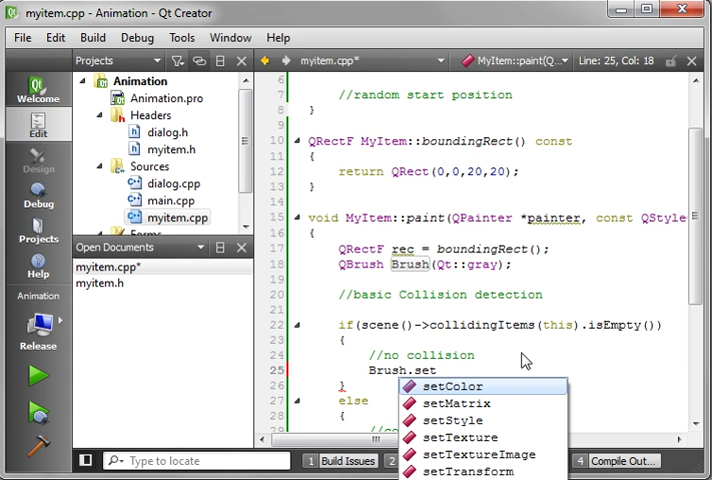 myitem.cpp - Animation - Qt Creator
File Edit Build Debug Tools Window Help
Projects myitem.cpp* MyItem::paint(Q... Line: 25, Col: 18
Welcome
Edit
Design
Debug
Projects
Help
Animation
Release
Animation
Animation.pro
Headers
dialog.h
myitem.h
Sources
dialog.cpp
main.cpp
myitem.cpp
Open Documents
myitem.cpp*
myitem.h
6
7 //random start position
8 }
9
10 QRectF MyItem::boundingRect() const
11 {
12 return QRect(0,0,20,20);
13 }
14
15 void MyItem::paint(QPainter *painter, const QStyle
16 {
17 QRectF rec = boundingRect();
18 QBrush Brush(Qt::gray);
19
20 //basic Collision detection
21
22 if(scene()->collidingItems(this).isEmpty())
23 {
24 //no collision
25 Brush.set
26 }
27 else
28 {
setColor
setMatrix
setStyle
setTexture
setTextureImage
setTransform
Type to locate 1 Build Issues 2 4 Compile Out...